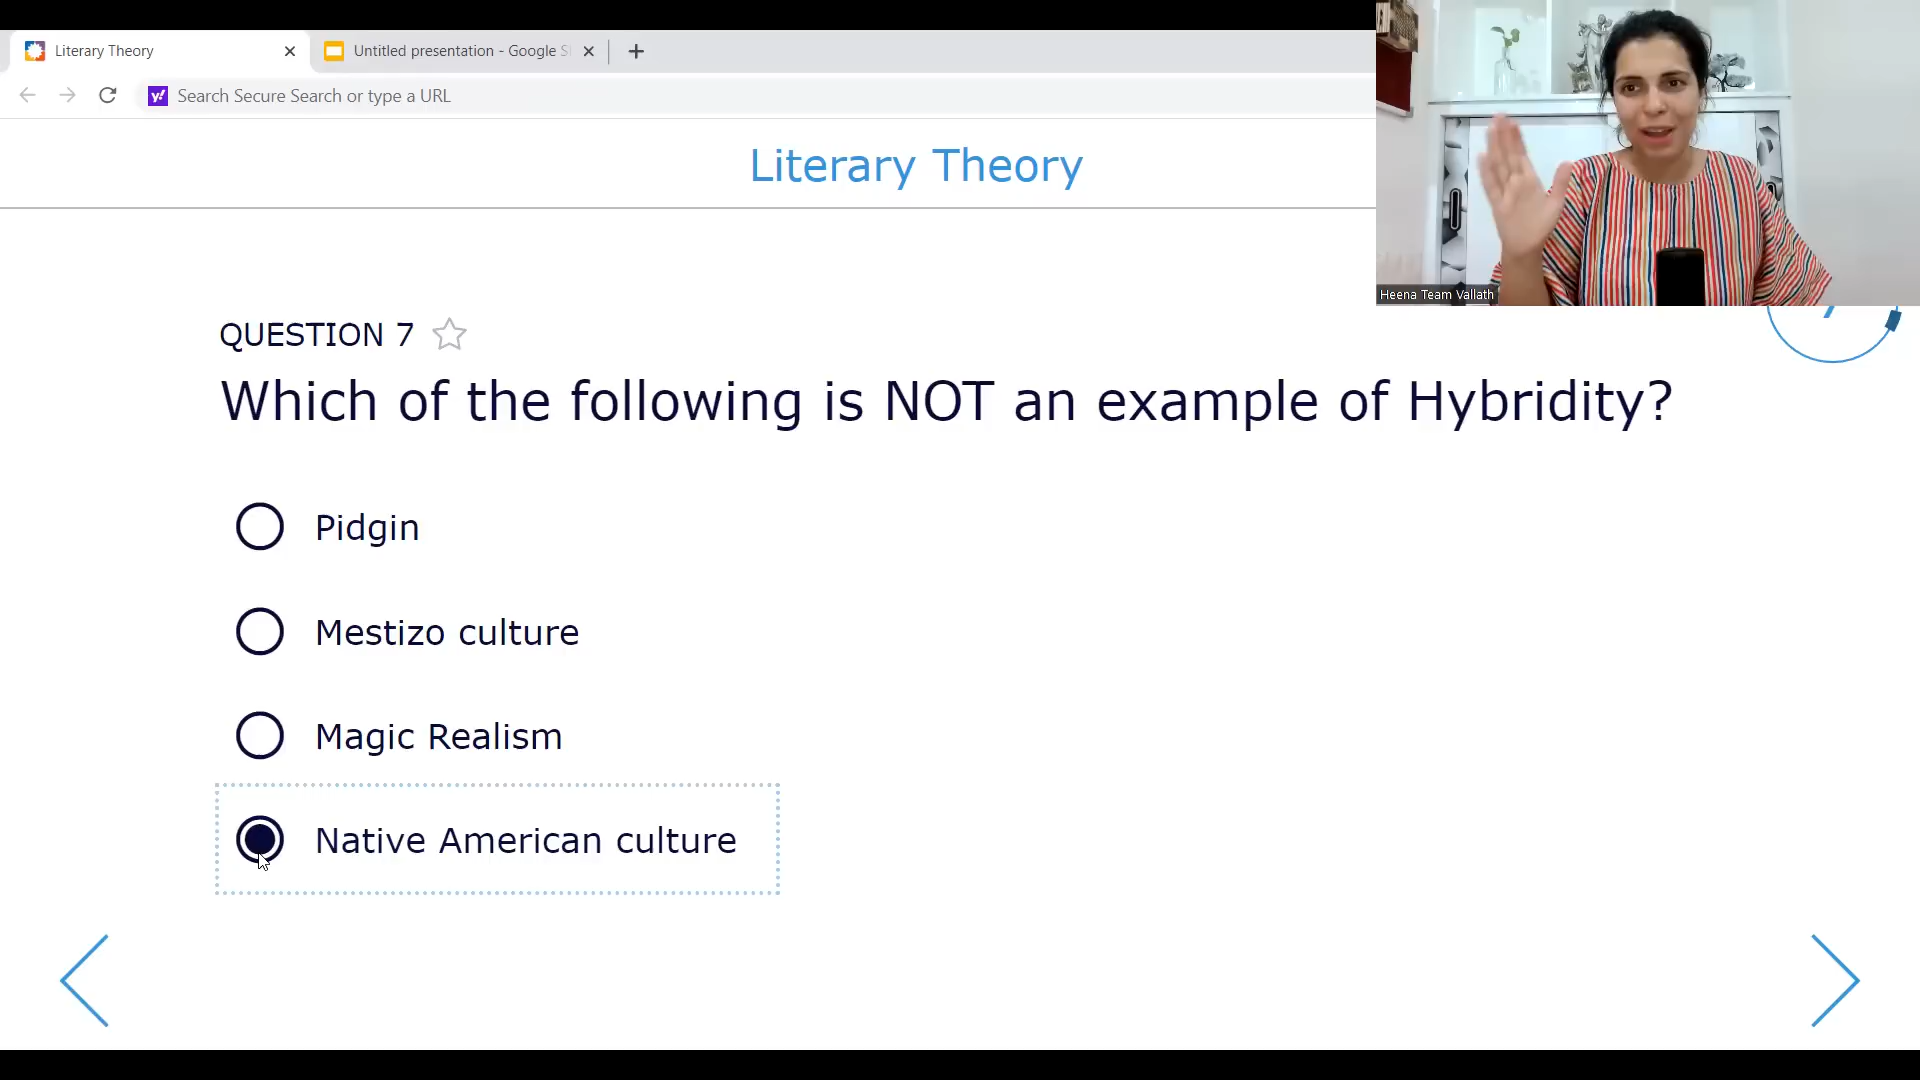 Literary Theory
Untitled presentation - Google S
Search Secure Search or type a URL
Literary Theory
Heena Team Vallath
QUESTION 7
Which of the following is NOT an example of Hybridity?
Pidgin
Mestizo culture
Magic Realism
Native American culture